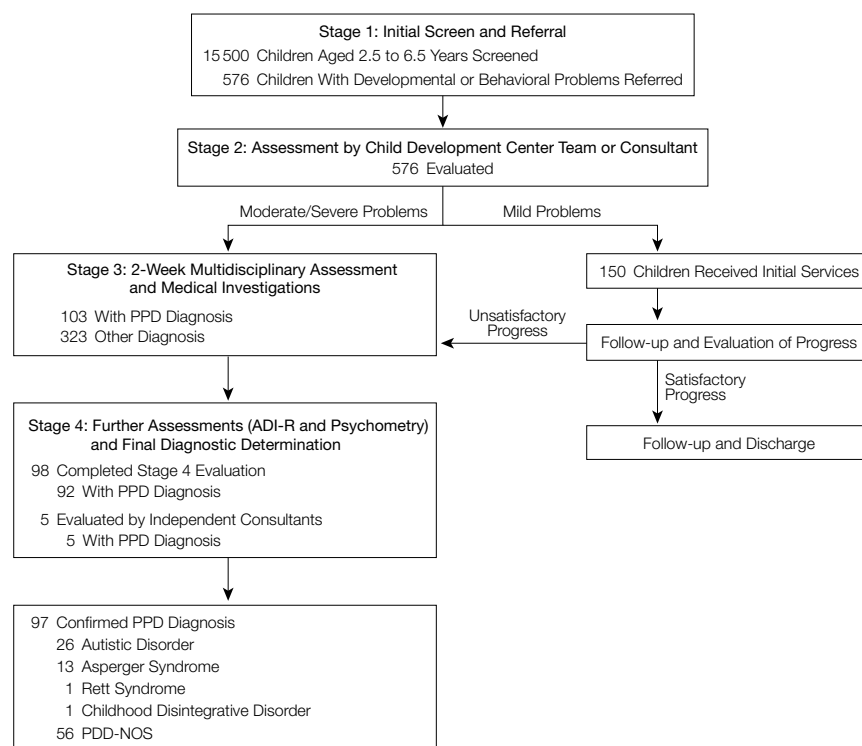 Stage 1: Initial Screen and Referral
15 500 Children Aged 2.5 to 6.5 Years Screened
576 Children With Developmental or Behavioral Problems Referred
Stage 2: Assessment by Child Development Center Team or Consultant
576 Evaluated
Moderate/Severe Problems
Mild Problems
Stage 3: 2-Week Multidisciplinary Assessment
and Medical Investigations
103 With PPD Diagnosis
323 Other Diagnosis
150 Children Received Initial Services
Unsatisfactory
Progress
Follow-up and Evaluation of Progress
Satisfactory
Progress
Follow-up and Discharge
Stage 4: Further Assessments (ADI-R and Psychometry)
and Final Diagnostic Determination
98 Completed Stage 4 Evaluation
92 With PPD Diagnosis
5 Evaluated by Independent Consultants
5 With PPD Diagnosis
97 Confirmed PPD Diagnosis
26 Autistic Disorder
13 Asperger Syndrome
1 Rett Syndrome
1 Childhood Disintegrative Disorder
56 PDD-NOS